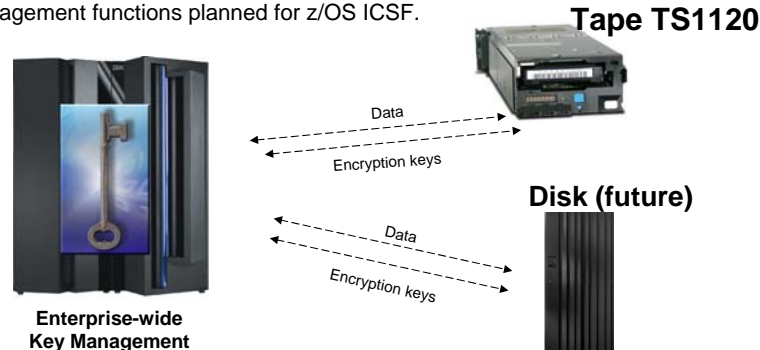 agement functions planned for z/OS ICSF.
Tape TS1120
Data
Encryption keys
Disk (future)
Data
Encryption keys
Enterprise-wide
Key Management